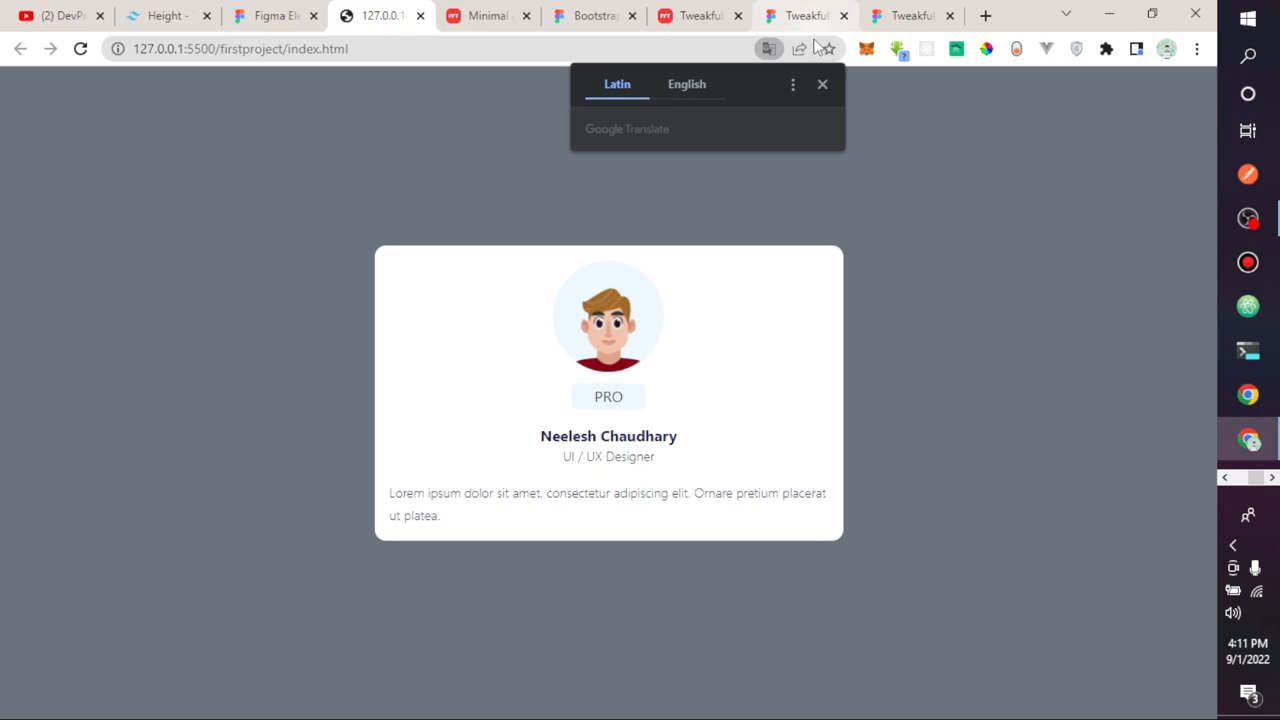 (2) DevPr
Height
Figma Ele
127.0.0.1
Minimal
Bootstrap
Tweakful
Tweakful
Tweakful
127.0.0.1:5500/firstproject/index.html
Latin
English
Google Translate
PRO
Neelesh Chaudhary
UI / UX Designer
Lorem ipsum dolor sit amet, consectetur adipiscing elit. Ornare pretium placerat
ut platea.
4:11 PM
9/1/2022
3